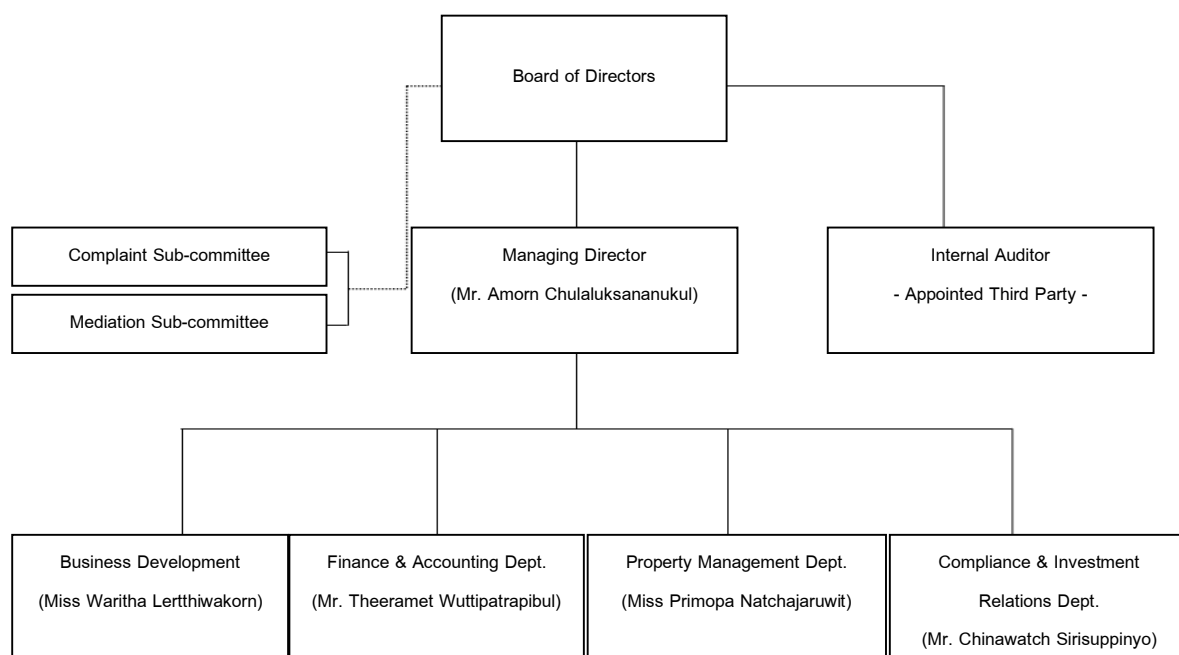 Board of Directors
Complaint Sub-committee
Mediation Sub-committee
Managing Director
(Mr. Amorn Chulaluksananukul)
Internal Auditor
- Appointed Third Party -
Business Development
(Miss Waritha Lertthiwakorn)
Finance & Accounting Dept.
(Mr. Theeramet Wuttipatrapibul)
Property Management Dept.
(Miss Primopa Natchajaruwit)
Compliance & Investment
Relations Dept.
(Mr. Chinawatch Sirisuppinyo)